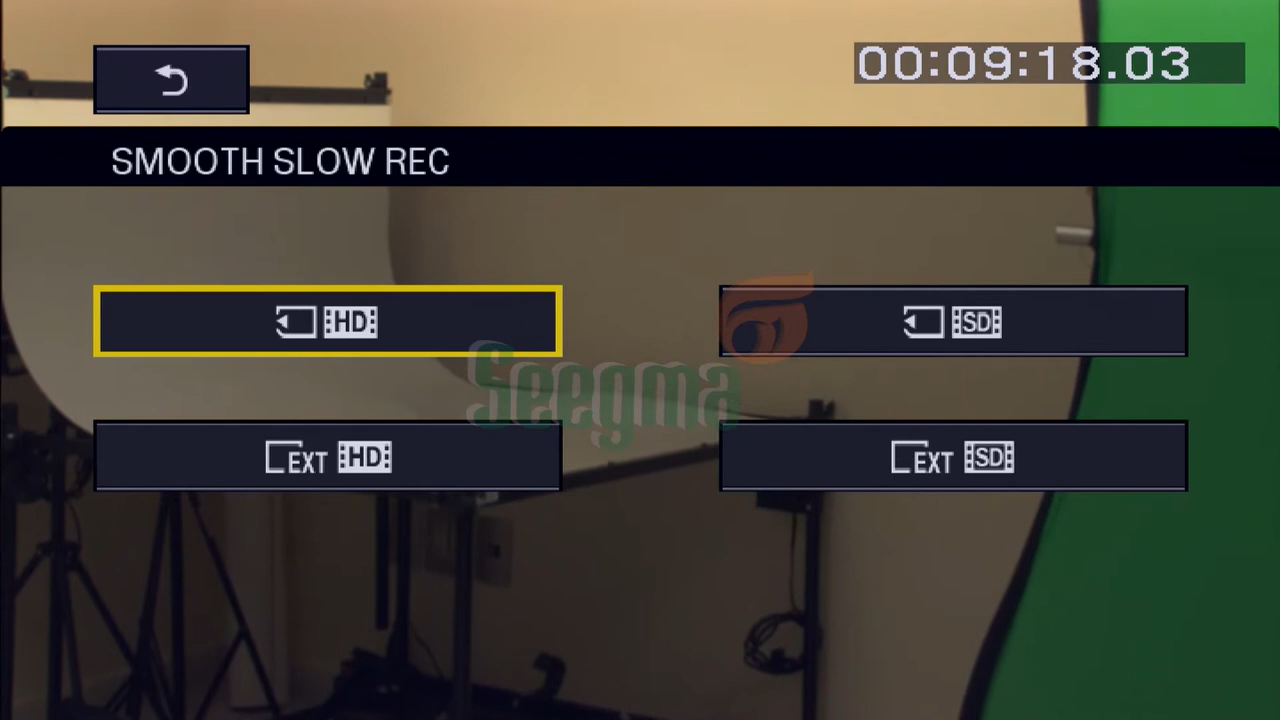 00:09:18.03
SMOOTH SLOW REC
HD
SD
Seegma
EXT HD
EXT SD